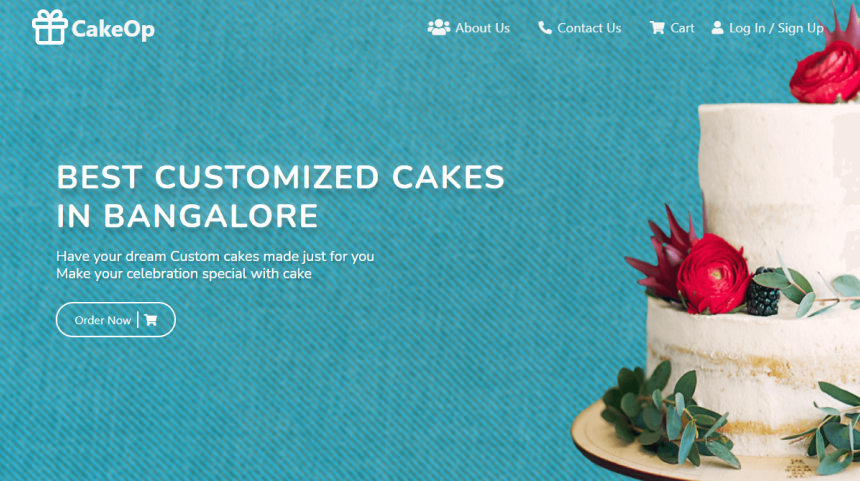 CakeOp
About Us
Contact Us
Cart
Log In / Sign Up
BEST CUSTOMIZED CAKES
IN BANGALORE
Have your dream Custom cakes made just for you
Make your celebration special with cake
Order Now